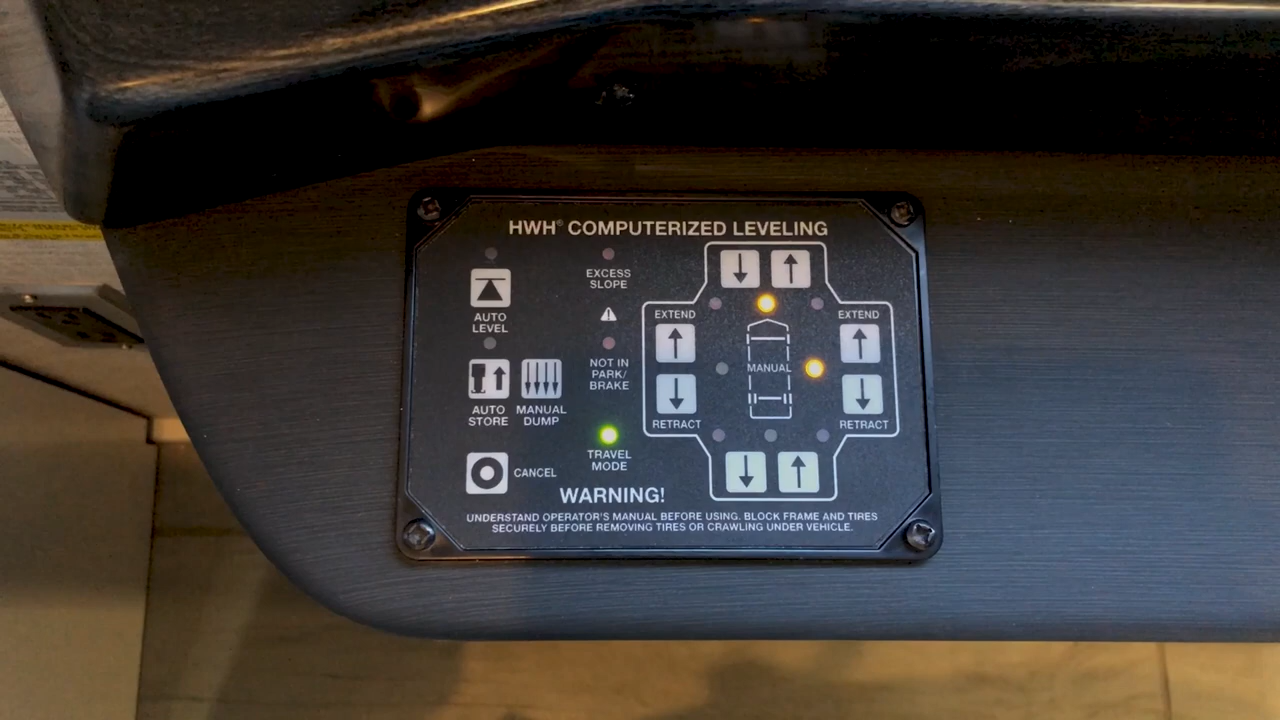 HWH® COMPUTERIZED LEVELING
AUTO
LEVEL
EXCESS
SLOPE
NOT IN
PARK/
BRAKE
AUTO
STORE
MANUAL
DUMP
TRAVEL
MODE
CANCEL
EXTEND
RETRACT
MANUAL
EXTEND
RETRACT
WARNING!
UNDERSTAND OPERATOR'S MANUAL BEFORE USING. BLOCK FRAME AND TIRES
SECURELY BEFORE REMOVING TIRES OR CRAWLING UNDER VEHICLE.